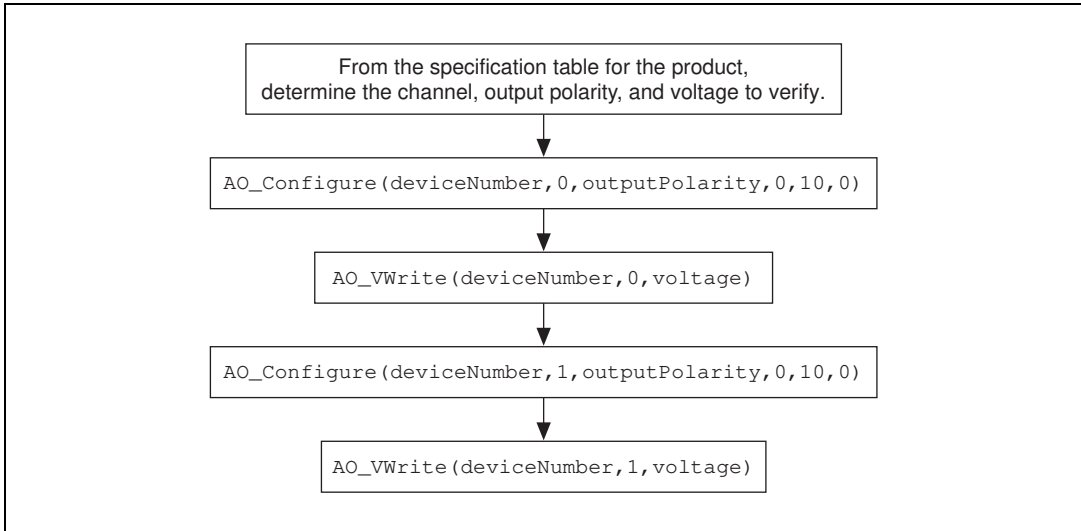 From the specification table for the product,
determine the channel, output polarity, and voltage to verify.
AO_Configure(deviceNumber,0,outputPolarity,0,10,0)
AO_VWrite(deviceNumber,0,voltage)
AO_Configure(deviceNumber,1,outputPolarity,0,10,0)
AO_VWrite(deviceNumber,1,voltage)